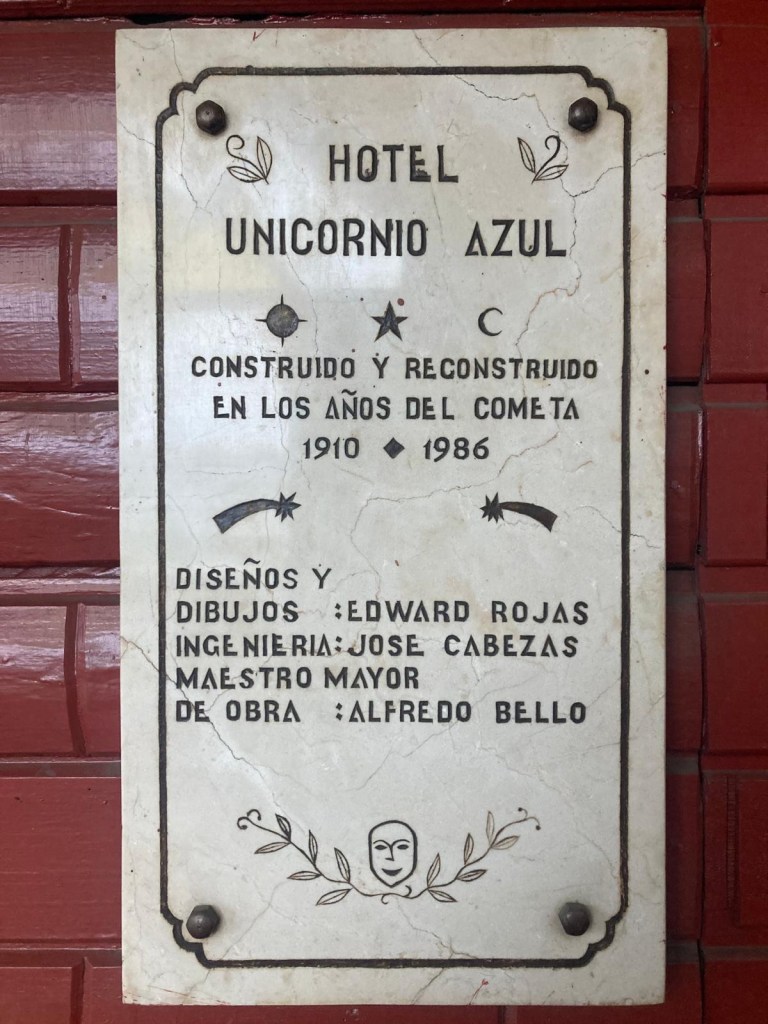 HOTEL
UNICORNIO AZUL
CONSTRUIDO Y RECONSTRUIDO
EN LOS AÑOS DEL COMETA
1910 ◆ 1986
DISEÑOS Y
DIBUJOS :EDWARD ROJAS
INGENIERIA:JOSE CABEZAS
MAESTRO MAYOR
DE OBRA :ALFREDO BELLO